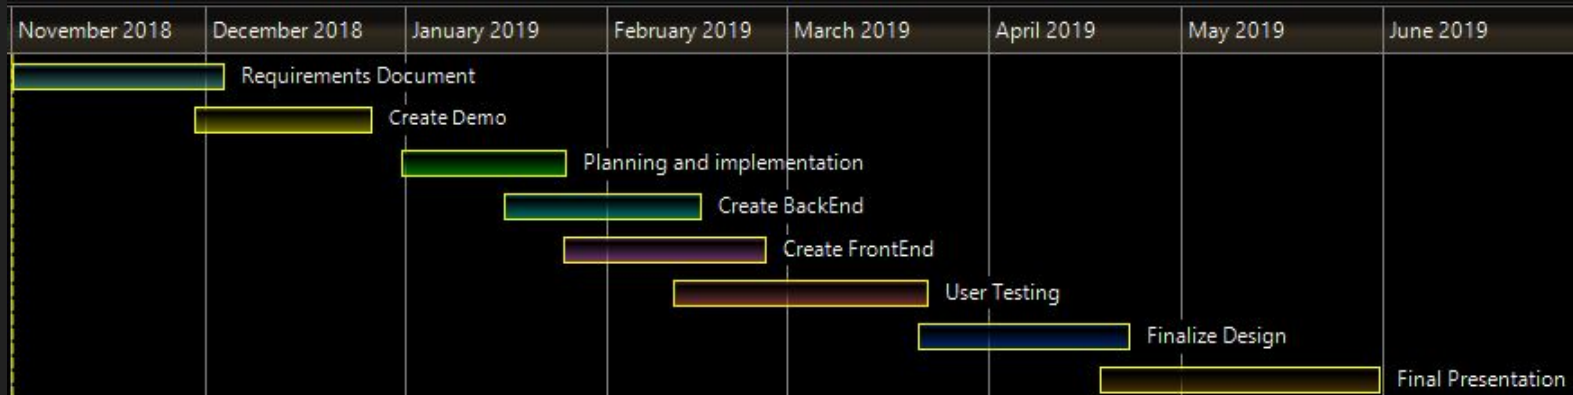 November 2018 December 2018 January 2019 February 2019 March 2019 April 2019 May 2019 June 2019
Requirements Document
Create Demo
Planning and implementation
Create BackEnd
Create FrontEnd
User Testing
Finalize Design
Final Presentation